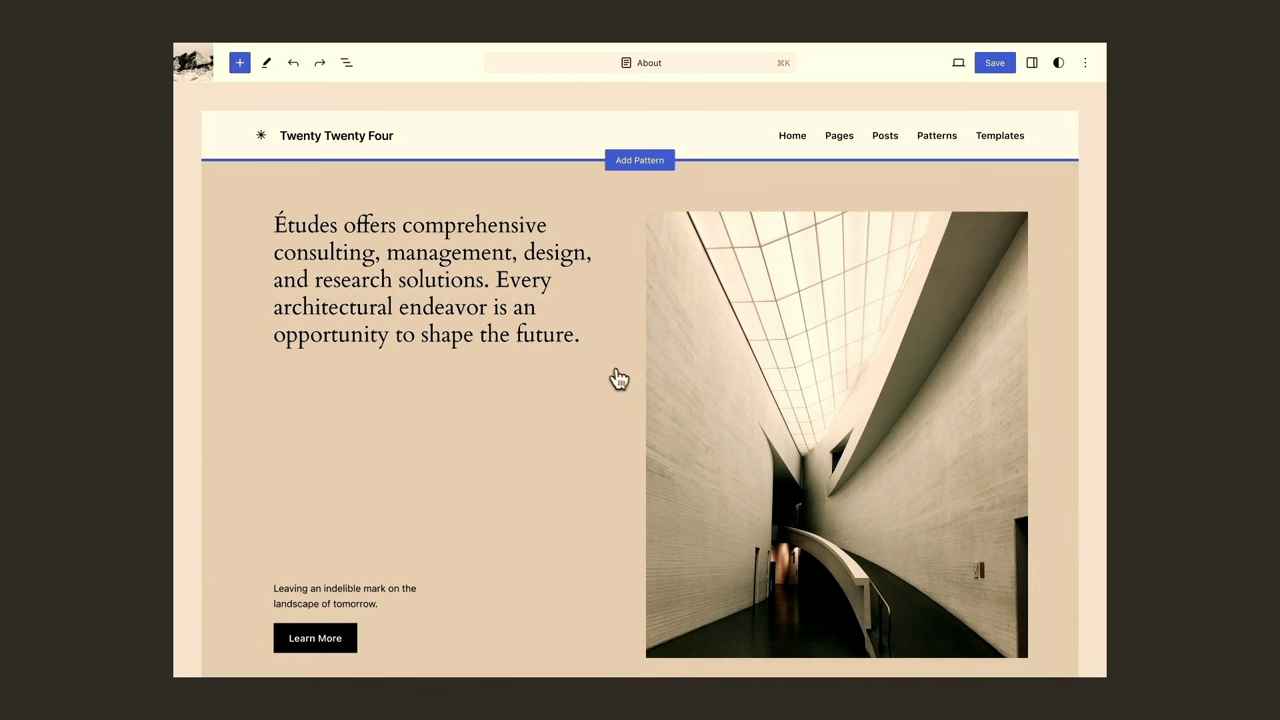 About
⌘K
Save
Twenty Twenty Four
Home
Pages
Posts
Patterns
Templates
Add Pattern
Études offers comprehensive
consulting, management, design,
and research solutions. Every
architectural endeavor is an
opportunity to shape the future.
Leaving an indelible mark on the
landscape of tomorrow.
Learn More